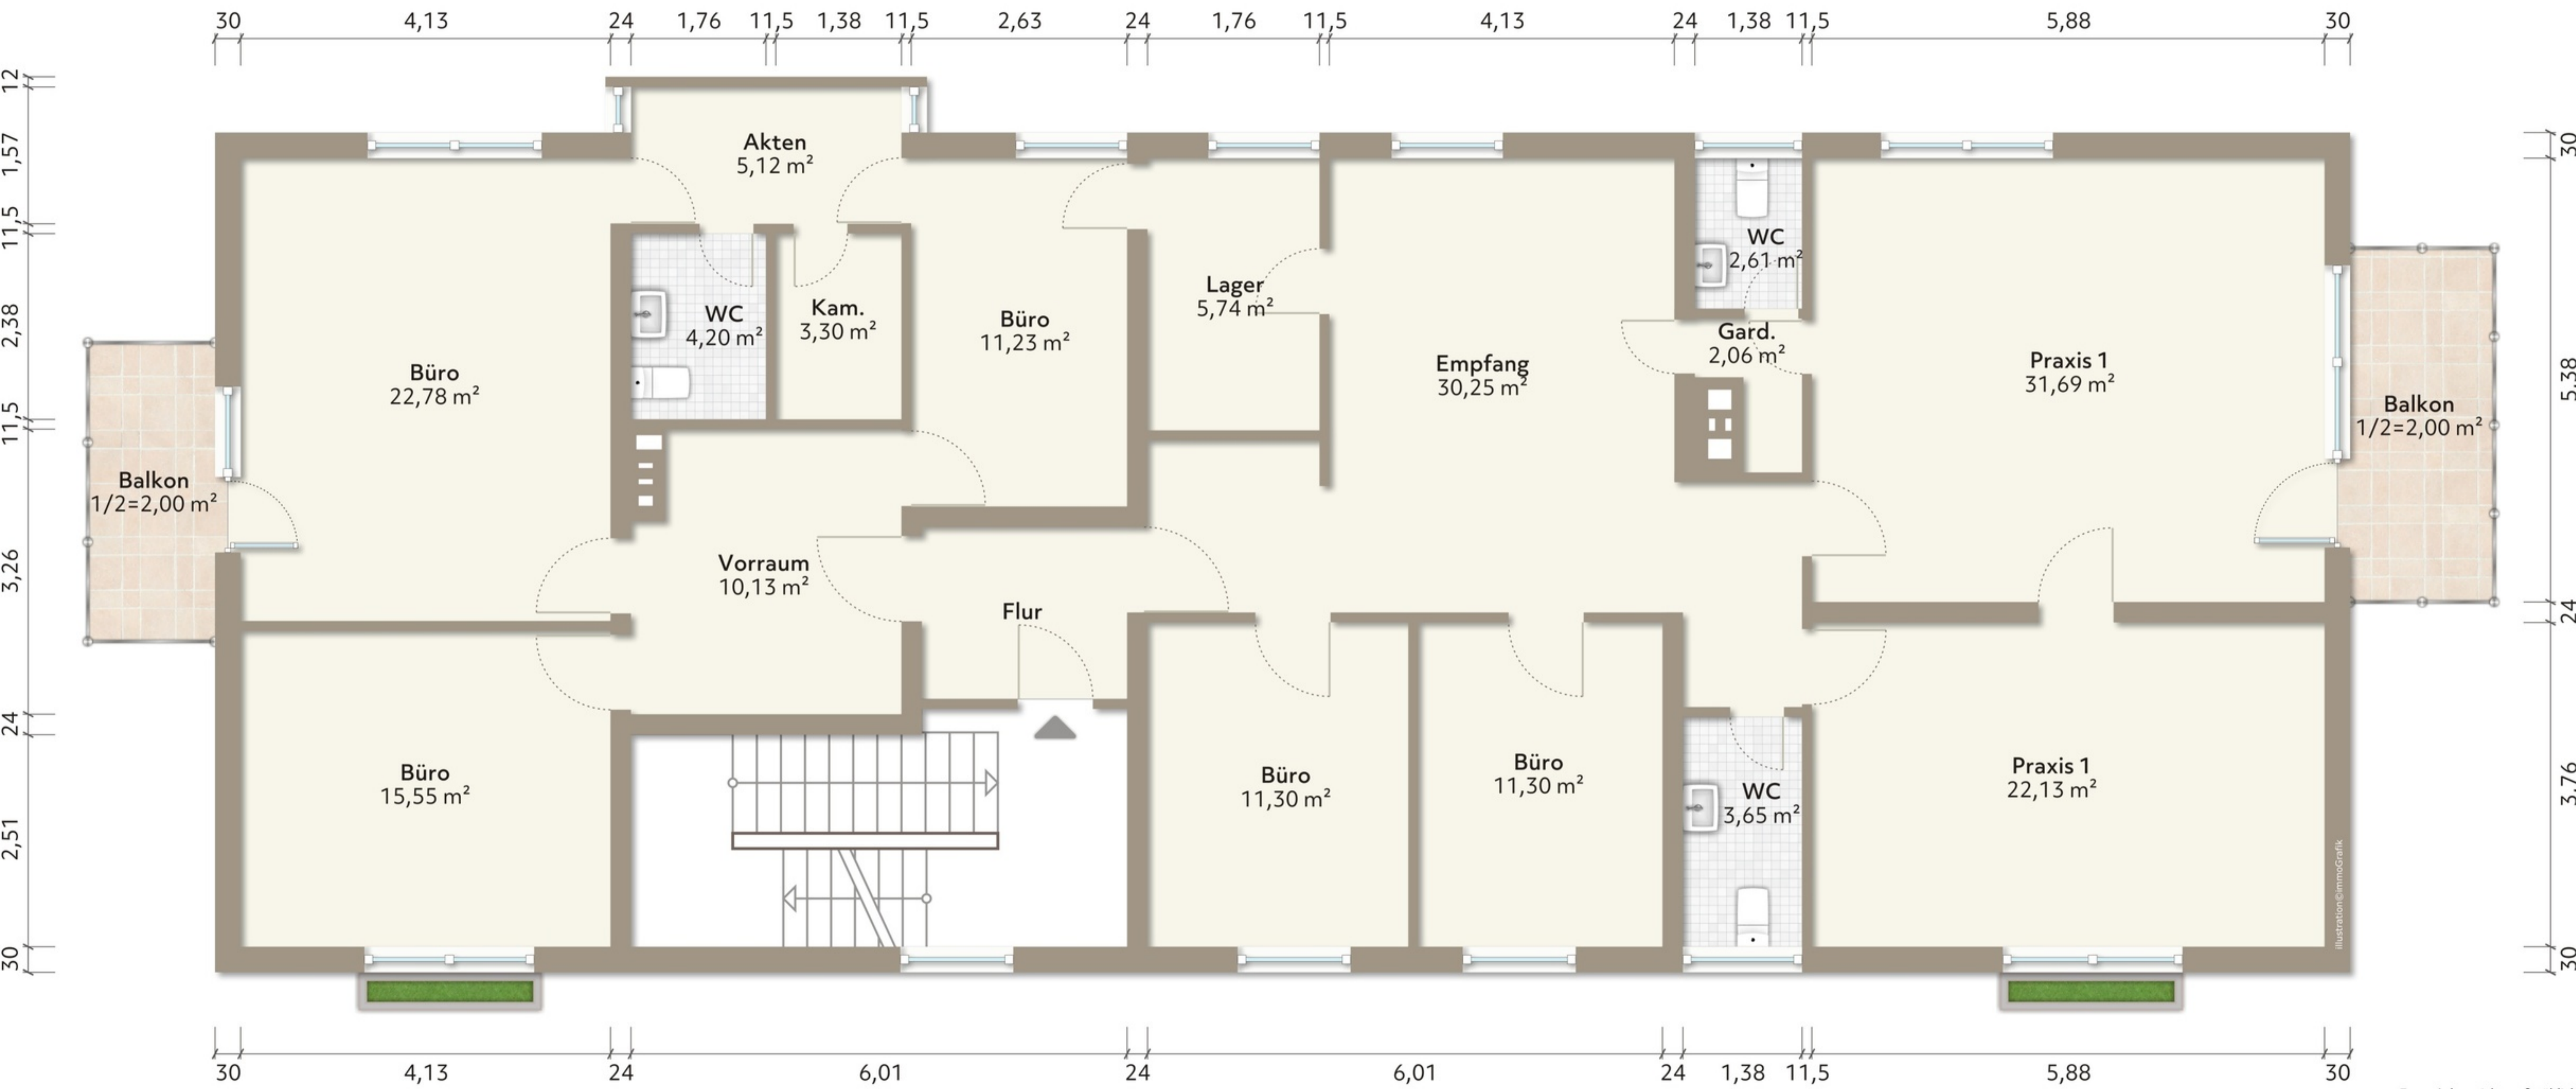 30 4,13 24 1,76 11,5 1,38 11,5 2,63 24 1,76 11,5 4,13 24 1,38 11,5 5,88 30
12
1,57
11,5
2,38
11,5
3,26
24
2,51
30
Akten
5,12 m²
WC
4,20 m²
Kam.
3,30 m²
Büro
22,78 m²
Büro
11,23 m²
Lager
5,74 m²
Empfang
30,25 m²
WC
2,61 m²
Gard.
2,06 m²
Praxis 1
31,69 m²
Balkon
1/2=2,00 m²
Balkon
1/2=2,00 m²
Vorraum
10,13 m²
Flur
Büro
15,55 m²
Büro
11,30 m²
Büro
11,30 m²
WC
3,65 m²
Praxis 1
22,13 m²
illustration©immoGrafik
30
5,38
24
3,76
30
30 4,13 24 6,01 24 6,01 24 1,38 11,5 5,88 30